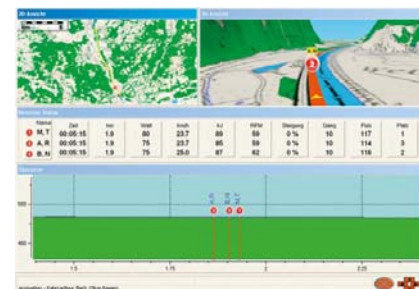 2D Ansicht
3D Ansicht
Name Zeit km Watt km/h kJ RPM Steigung Gang Puls Platz
M, T 00:05:15 1.9 80 23.7 89 59 0 % 10 117 1
A, R 00:05:15 1.9 75 23.7 85 59 0 % 10 114 3
B, N 00:05:15 1.9 75 25.0 87 62 0 % 10 116 2
A, R
B, N
M, T
500
1.5 1.75 2 2.25